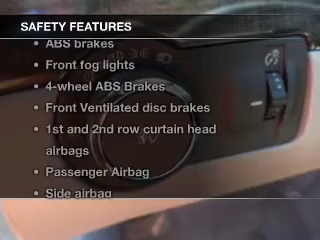 SAFETY FEATURES
• ABS brakes
• Front fog lights
• 4-wheel ABS Brakes
• Front Ventilated disc brakes
• 1st and 2nd row curtain head
airbags
• Passenger Airbag
• Side airbag